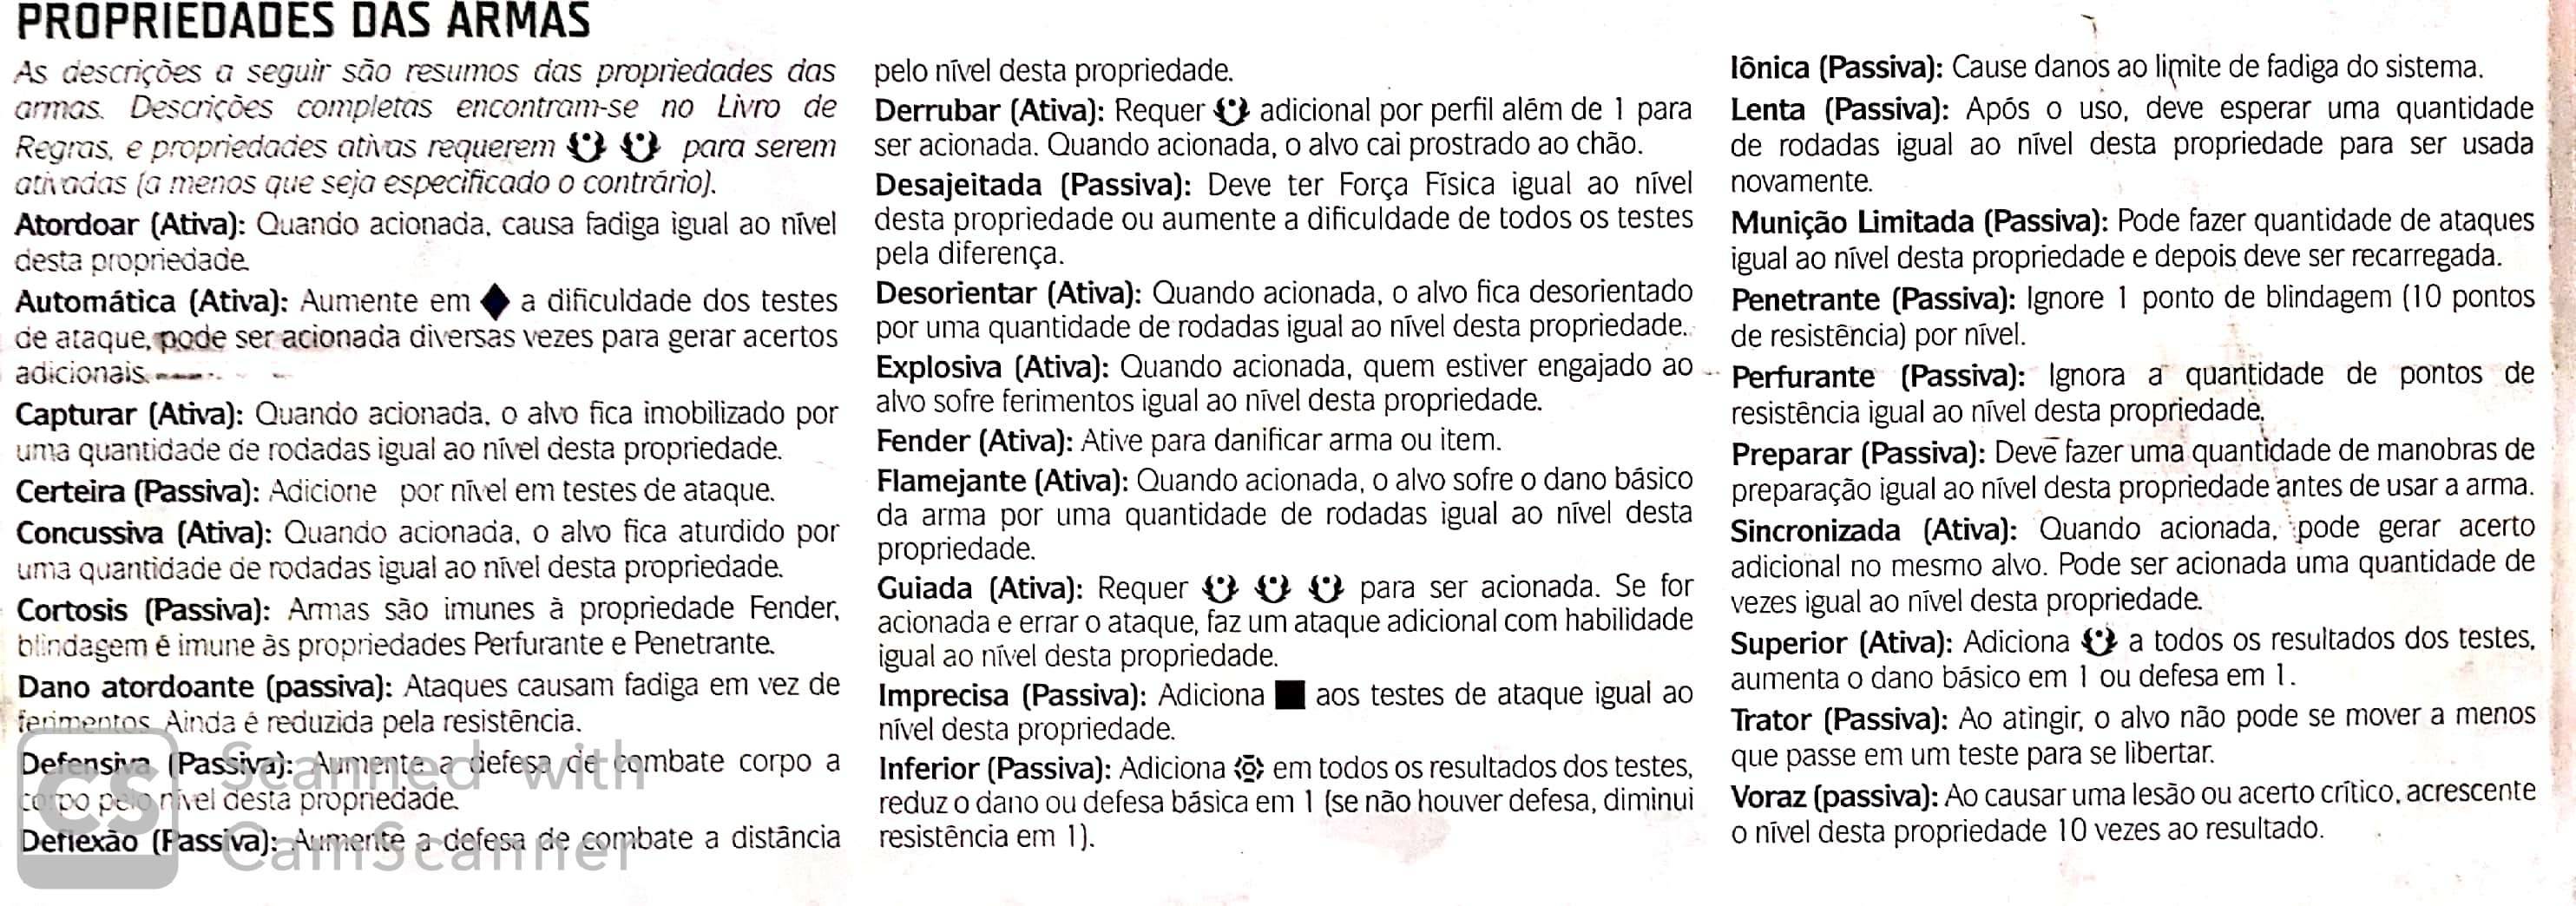 PROPRIEDADES DAS ARMAS
As descrições a seguir são resumos das propriedades das
armas. Descrições completas encontram-se no Livro de
Regras, e propriedades ativas requerem para serem
ativadas (a menos que seja especificado o contrário).
Atordoar (Ativa): Quando acionada, causa fadiga igual ao nível
desta propriedade.
Automática (Ativa): Aumente em ◆ a dificuldade dos testes
de ataque, pode ser acionada diversas vezes para gerar acertos
adicionais.
Capturar (Ativa): Quando acionada, o alvo fica imobilizado por
uma quantidade de rodadas igual ao nível desta propriedade.
Certeira (Passiva): Adicione por nível em testes de ataque.
Concussiva (Ativa): Quando acionada, o alvo fica aturdido por
uma quantidade de rodadas igual ao nível desta propriedade.
Cortosis (Passiva): Armas são imunes à propriedade Fender,
blindagem é imune às propriedades Perfurante e Penetrante.
Dano atordoante (passiva): Ataques causam fadiga em vez de
ferimentos. Ainda é reduzida pela resistência.
Defensiva (Passiva): Aumenta a defesa de combate corpo a
corpo pelo nível desta propriedade.
Deflexão (Passiva): Aumente a defesa de combate a distância
pelo nível desta propriedade.
Derrubar (Ativa): Requer adicional por perfil além de 1 para
ser acionada. Quando acionada, o alvo cai prostrado ao chão.
Desajeitada (Passiva): Deve ter Força Física igual ao nível
desta propriedade ou aumente a dificuldade de todos os testes
pela diferença.
Desorientar (Ativa): Quando acionada, o alvo fica desorientado
por uma quantidade de rodadas igual ao nível desta propriedade.
Explosiva (Ativa): Quando acionada, quem estiver engajado ao
alvo sofre ferimentos igual ao nível desta propriedade.
Fender (Ativa): Ative para danificar arma ou item.
Flamejante (Ativa): Quando acionada, o alvo sofre o dano básico
da arma por uma quantidade de rodadas igual ao nível desta
propriedade.
Guiada (Ativa): Requer para ser acionada. Se for
acionada e errar o ataque, faz um ataque adicional com habilidade
igual ao nível desta propriedade.
Imprecisa (Passiva): Adiciona ■ aos testes de ataque igual ao
nível desta propriedade.
Inferior (Passiva): Adiciona em todos os resultados dos testes,
reduz o dano ou defesa básica em 1 (se não houver defesa, diminui
resistência em 1).
Iônica (Passiva): Cause danos ao limite de fadiga do sistema.
Lenta (Passiva): Após o uso, deve esperar uma quantidade
de rodadas igual ao nível desta propriedade para ser usada
novamente.
Munição Limitada (Passiva): Pode fazer quantidade de ataques
igual ao nível desta propriedade e depois deve ser recarregada.
Penetrante (Passiva): Ignore 1 ponto de blindagem (10 pontos
de resistência) por nível.
Perfurante (Passiva): Ignora a quantidade de pontos de
resistência igual ao nível desta propriedade.
Preparar (Passiva): Deve fazer uma quantidade de manobras de
preparação igual ao nível desta propriedade antes de usar a arma.
Sincronizada (Ativa): Quando acionada, pode gerar acerto
adicional no mesmo alvo. Pode ser acionada uma quantidade de
vezes igual ao nível desta propriedade.
Superior (Ativa): Adiciona a todos os resultados dos testes,
aumenta o dano básico em 1 ou defesa em 1.
Trator (Passiva): Ao atingir, o alvo não pode se mover a menos
que passe em um teste para se libertar.
Voraz (passiva): Ao causar uma lesão ou acerto crítico, acrescente
o nível desta propriedade 10 vezes ao resultado.
CS
Scanned with
CamScanner